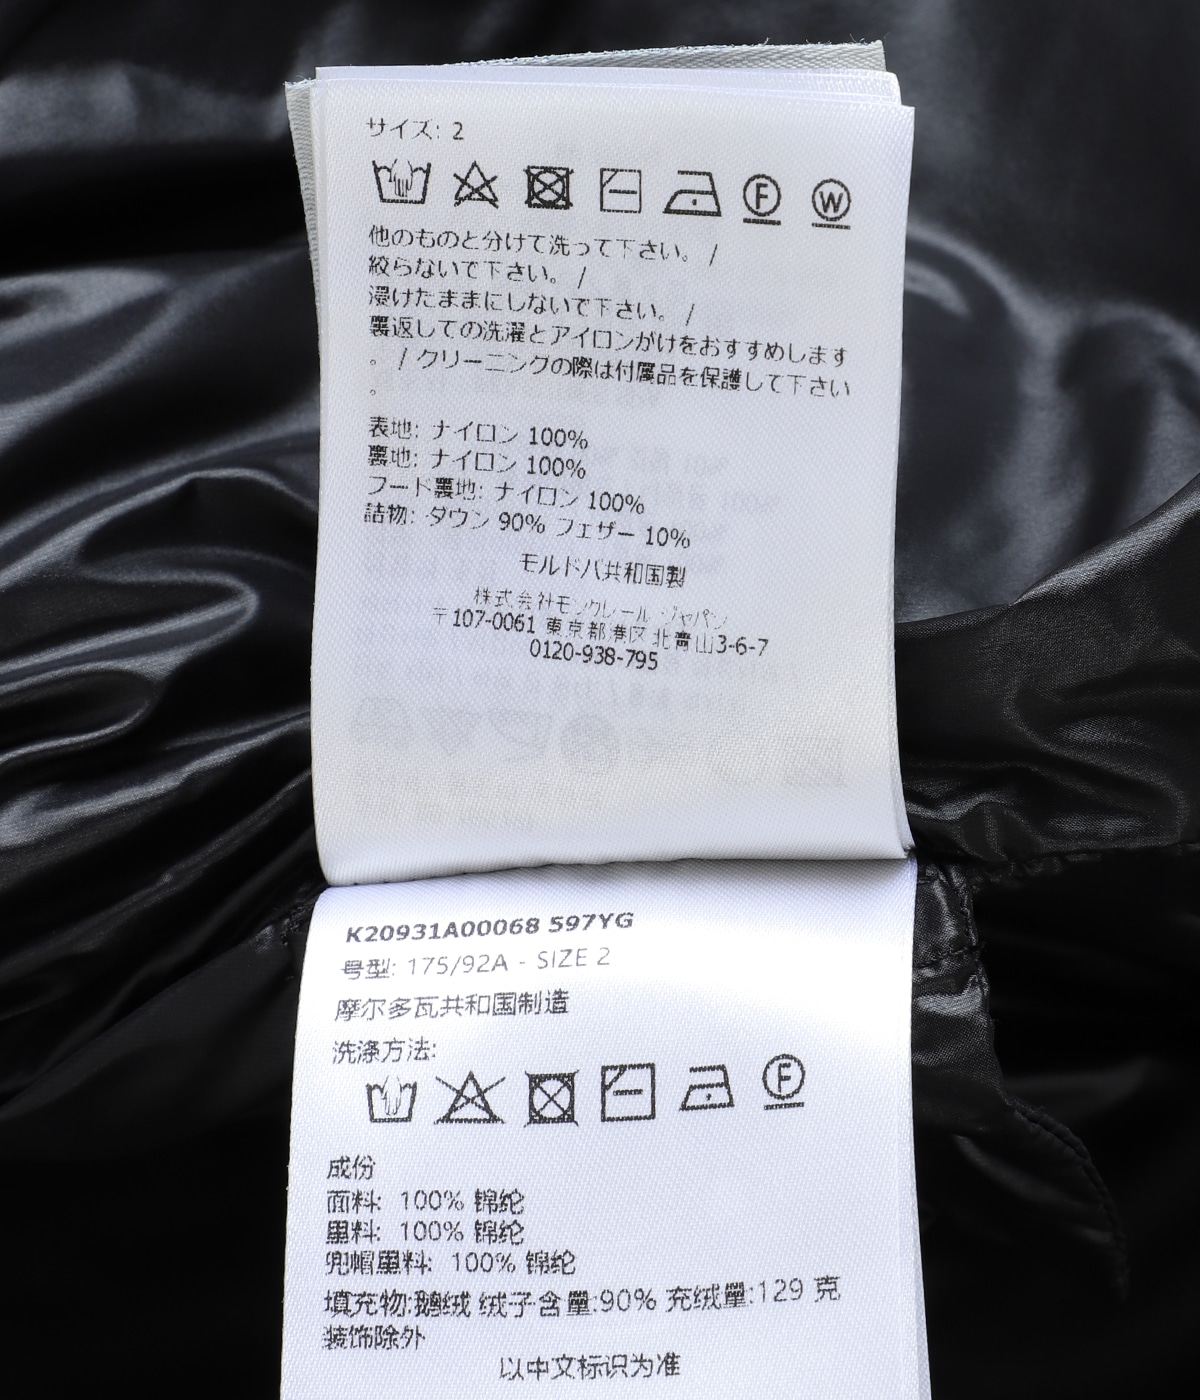 サイズ: 2
F W
他のものと分けて洗って下さい。 /
絞らないで下さい。 /
浸けたままにしないで下さい。 /
裏返しての洗濯とアイロンがけをおすすめします
。 / クリーニングの際は付属品を保護して下さい
。
表地: ナイロン 100%
裏地: ナイロン 100%
フード裏地: ナイロン 100%
詰物: ダウン 90% フェザー 10%
モルドバ共和国製
株式会社モンクレール ジャパン
〒107-0061 東京都港区 北青山3-6-7
0120-938-795
K20931A00068 597YG
号型: 175/92A - SIZE 2
摩尔多瓦共和国制造
洗涤方法:
F
成份
面料: 100% 锦纶
里料: 100% 锦纶
兜帽里料: 100% 锦纶
填充物:鹅绒 绒子含量:90% 充绒量:129 克
装饰除外
以中文标识为准